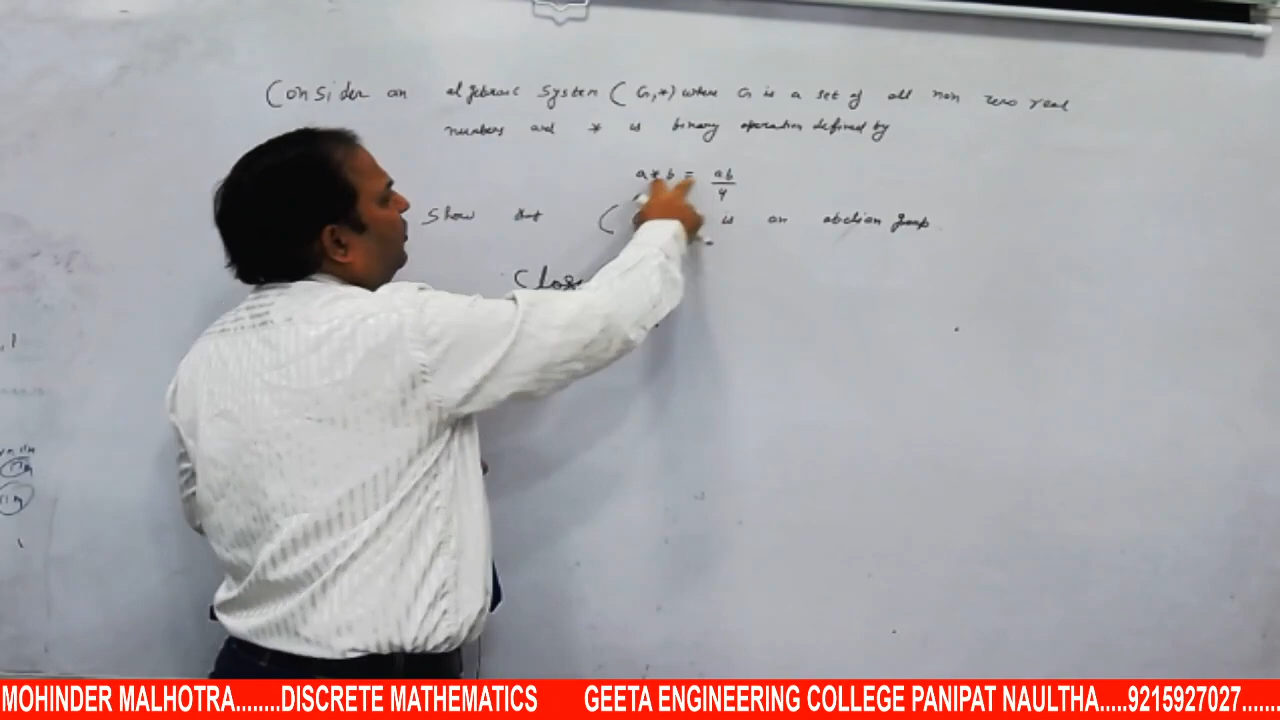 Consider an algebraic System ( G, *) where G is a set of all non zero real
numbers and * is binary operation defined by
a * b = ab/4
Show that ( is an abelian group
Clos
MOHINDER MALHOTRA........DISCRETE MATHEMATICS GEETA ENGINEERING COLLEGE PANIPAT NAULTHA.....9215927027.......